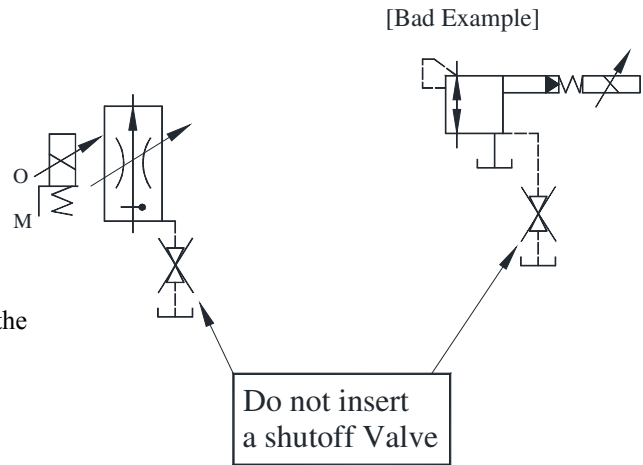 [Bad Example]
O
M
the
Do not insert
a shutoff Valve